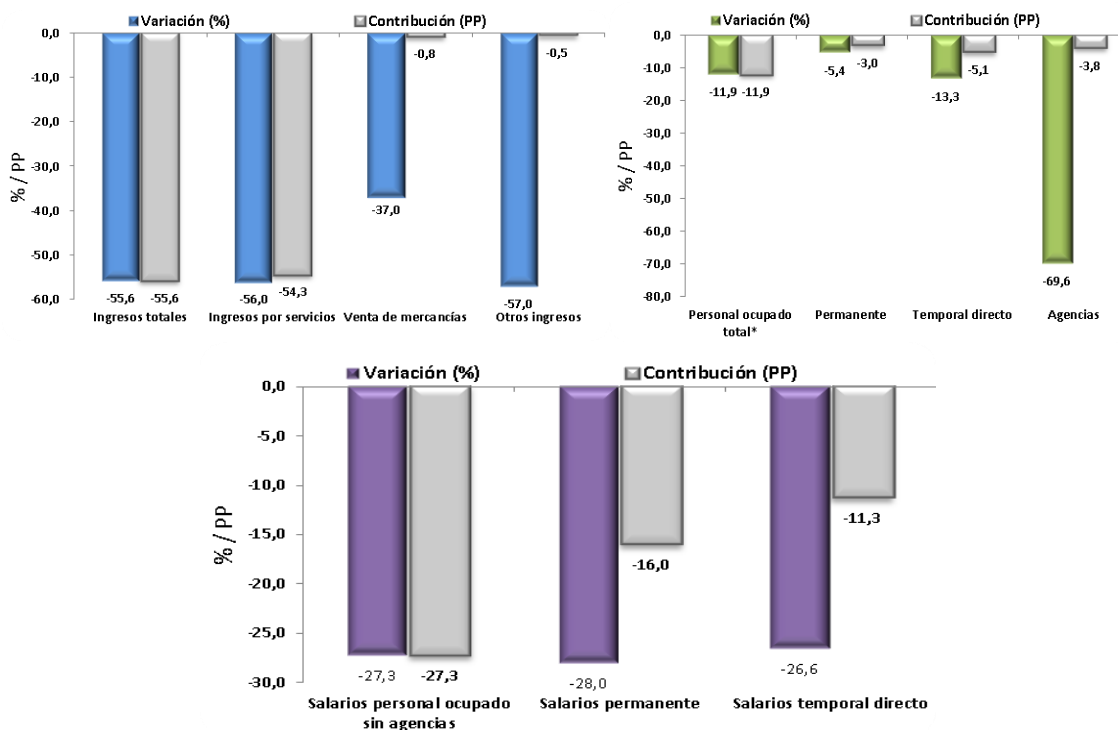 Variación (%) Contribución (PP)
% / PP
0,0
-10,0
-20,0
-30,0
-40,0
-50,0
-60,0
-55,6 -55,6 -56,0 -54,3 -37,0 -0,8 -57,0 -0,5
Ingresos totales Ingresos por servicios Venta de mercancías Otros ingresos
Variación (%) Contribución (PP)
% / PP
0,0
-10,0
-20,0
-30,0
-40,0
-50,0
-60,0
-70,0
-80,0
-11,9 -11,9 -5,4 -3,0 -13,3 -5,1 -69,6 -3,8
Personal ocupado total* Permanente Temporal directo Agencias
Variación (%) Contribución (PP)
% / PP
0,0
-5,0
-10,0
-15,0
-20,0
-25,0
-30,0
-27,3 -27,3 -28,0 -16,0 -26,6 -11,3
Salarios personal ocupado sin agencias Salarios permanente Salarios temporal directo